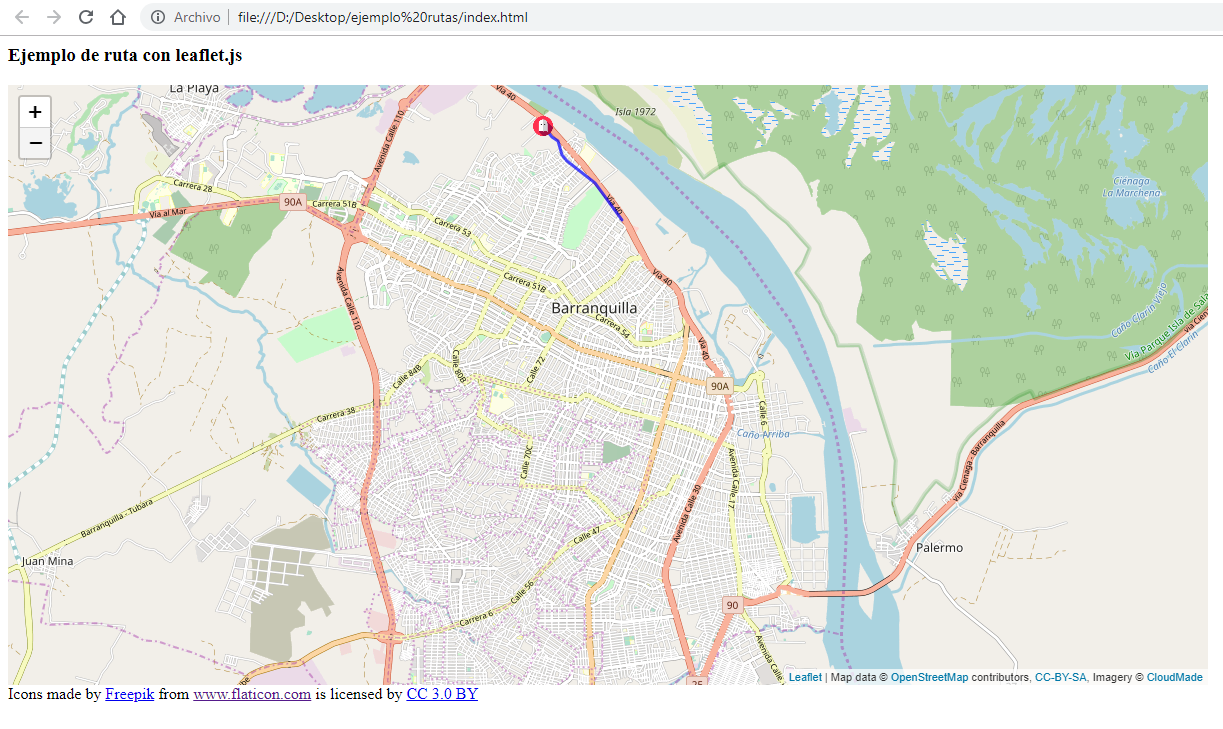 Archivo | file:///D:/Desktop/ejemplo%20rutas/index.html
Ejemplo de ruta con leaflet.js
La Playa
+
−
Avenida Calle 110
Vía 40
Isla 1972
Ciénaga
La Marchena
Carrera 28
Vía al Mar
90A
Carrera 51B
Carrera 53
Vía 40
Avenida Calle 110
Carrera 51B
Vía 40
Barranquilla
Carrera 54
Caño Clarín Viejo
Vía Parque Isla de Sala
vía Cien
Caño El Clarín
Vía 40
Calle 72
Calle 80B
Calle 84B
90A
Carrera 38
Calle 6
Caño Arriba
vía Ciénaga - Barranquilla
Calle 70C
Avenida Calle 17
Avenida Calle 30
Barranquilla - Tubará
Calle 47
Juan Mina
Palermo
Calle 56
90
Carrera 6
Avenida Calle
25
Leaflet | Map data © OpenStreetMap contributors, CC-BY-SA, Imagery © CloudMade
Icons made by Freepik from www.flaticon.com is licensed by CC 3.0 BY